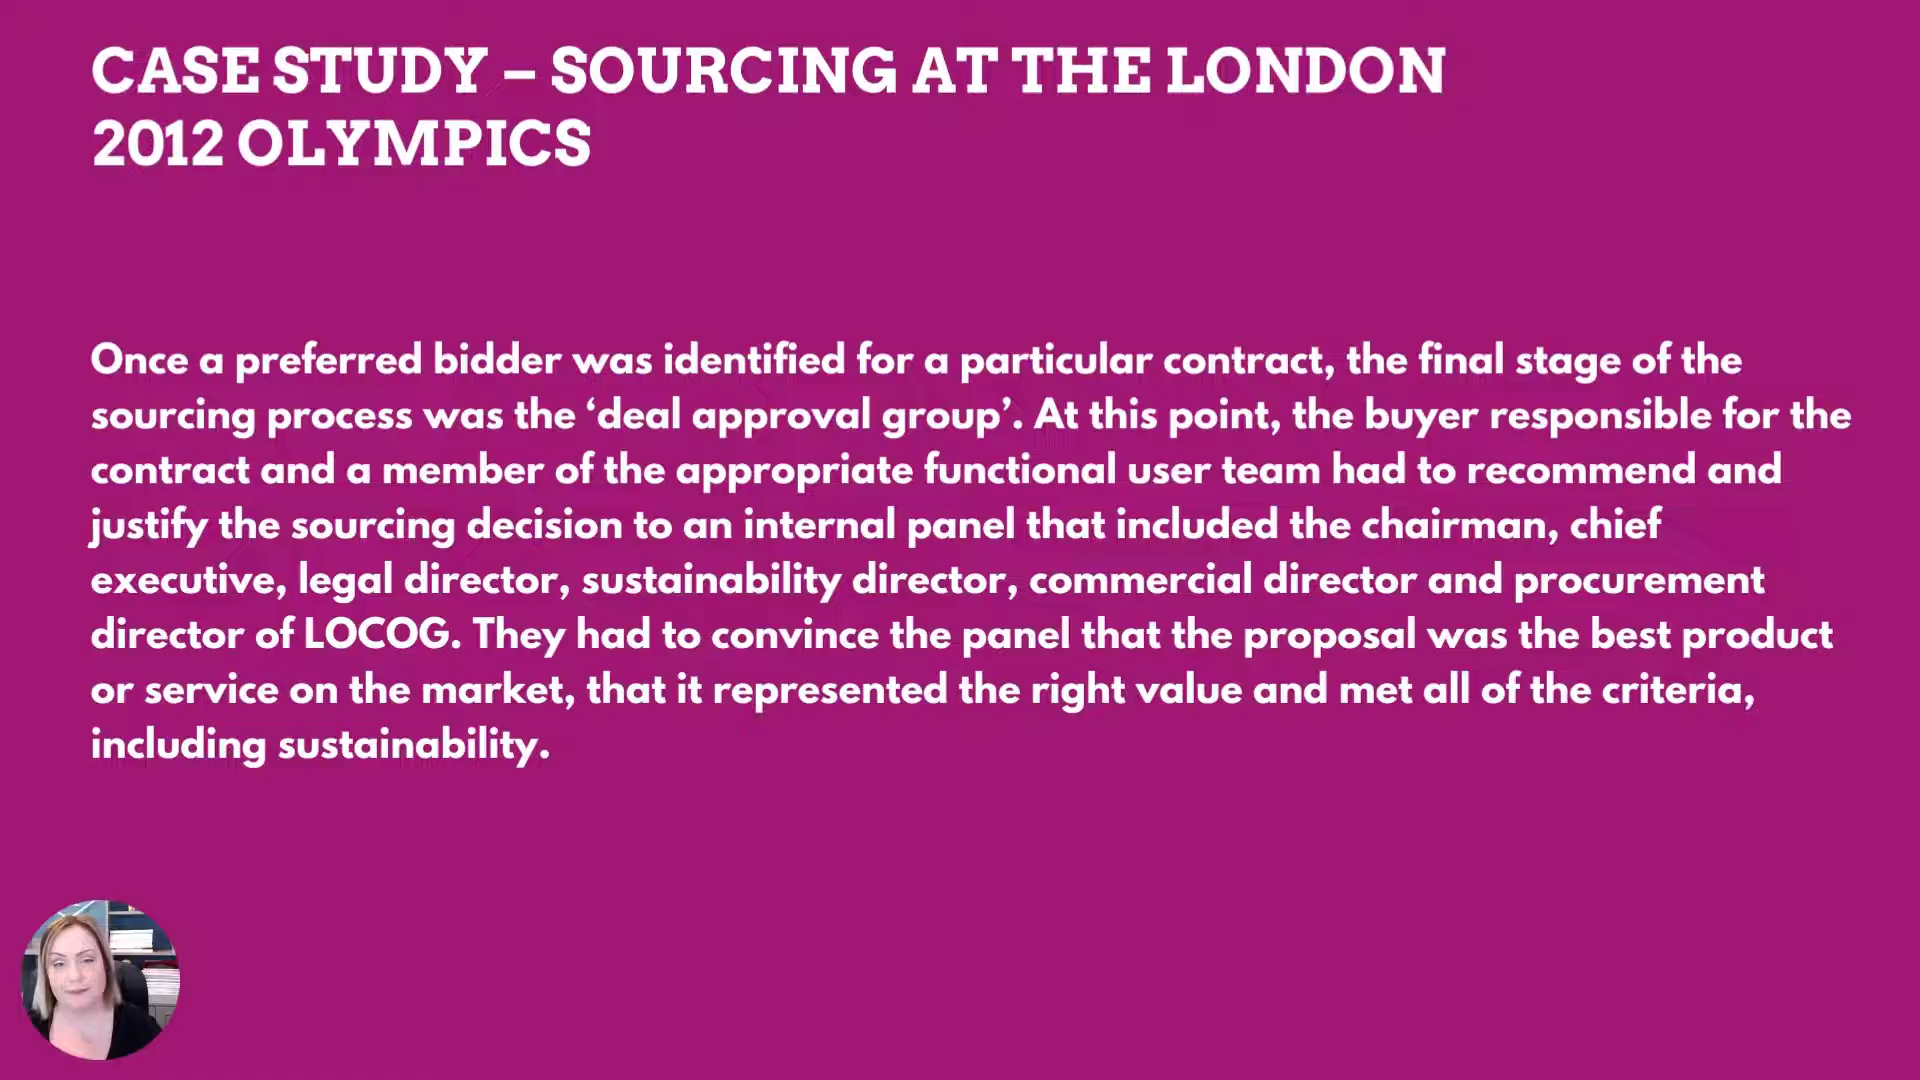 CASE STUDY – SOURCING AT THE LONDON
2012 OLYMPICS
Once a preferred bidder was identified for a particular contract, the final stage of the
sourcing process was the ‘deal approval group’. At this point, the buyer responsible for the
contract and a member of the appropriate functional user team had to recommend and
justify the sourcing decision to an internal panel that included the chairman, chief
executive, legal director, sustainability director, commercial director and procurement
director of LOCOG. They had to convince the panel that the proposal was the best product
or service on the market, that it represented the right value and met all of the criteria,
including sustainability.